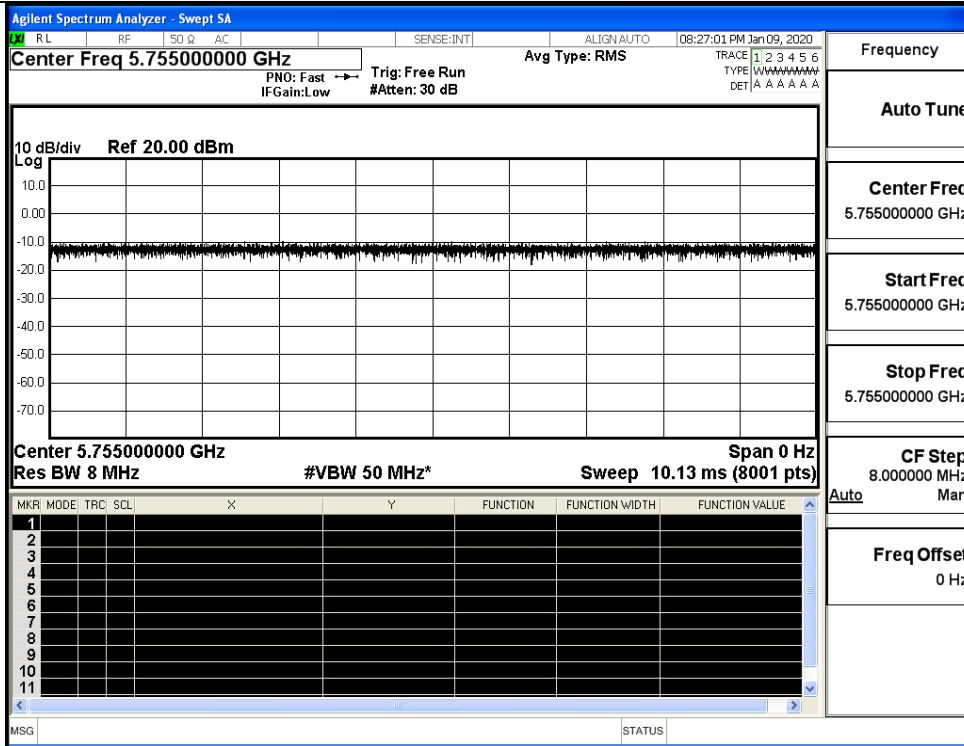 Agilent Spectrum Analyzer - Swept SA
LXI RL RF 50 Ω AC SENSE:INT ALIGN AUTO 08:27:01 PM Jan 09, 2020
Center Freq 5.755000000 GHz
PNO: Fast
IFGain:Low
Trig: Free Run
#Atten: 30 dB
Avg Type: RMS
TRACE 1 2 3 4 5 6
TYPE WWWWWW
DET A A A A A A
10 dB/div Ref 20.00 dBm
Log
10.0
0.00
-10.0
-20.0
-30.0
-40.0
-50.0
-60.0
-70.0
Center 5.755000000 GHz Span 0 Hz
Res BW 8 MHz #VBW 50 MHz* Sweep 10.13 ms (8001 pts)
MKR MODE TRC SCL X Y FUNCTION FUNCTION WIDTH FUNCTION VALUE
1
2
3
4
5
6
7
8
9
10
11
MSG STATUS
Frequency
Auto Tune
Center Freq
5.755000000 GHz
Start Freq
5.755000000 GHz
Stop Freq
5.755000000 GHz
CF Step
8.000000 MHz
Auto Man
Freq Offset
0 Hz